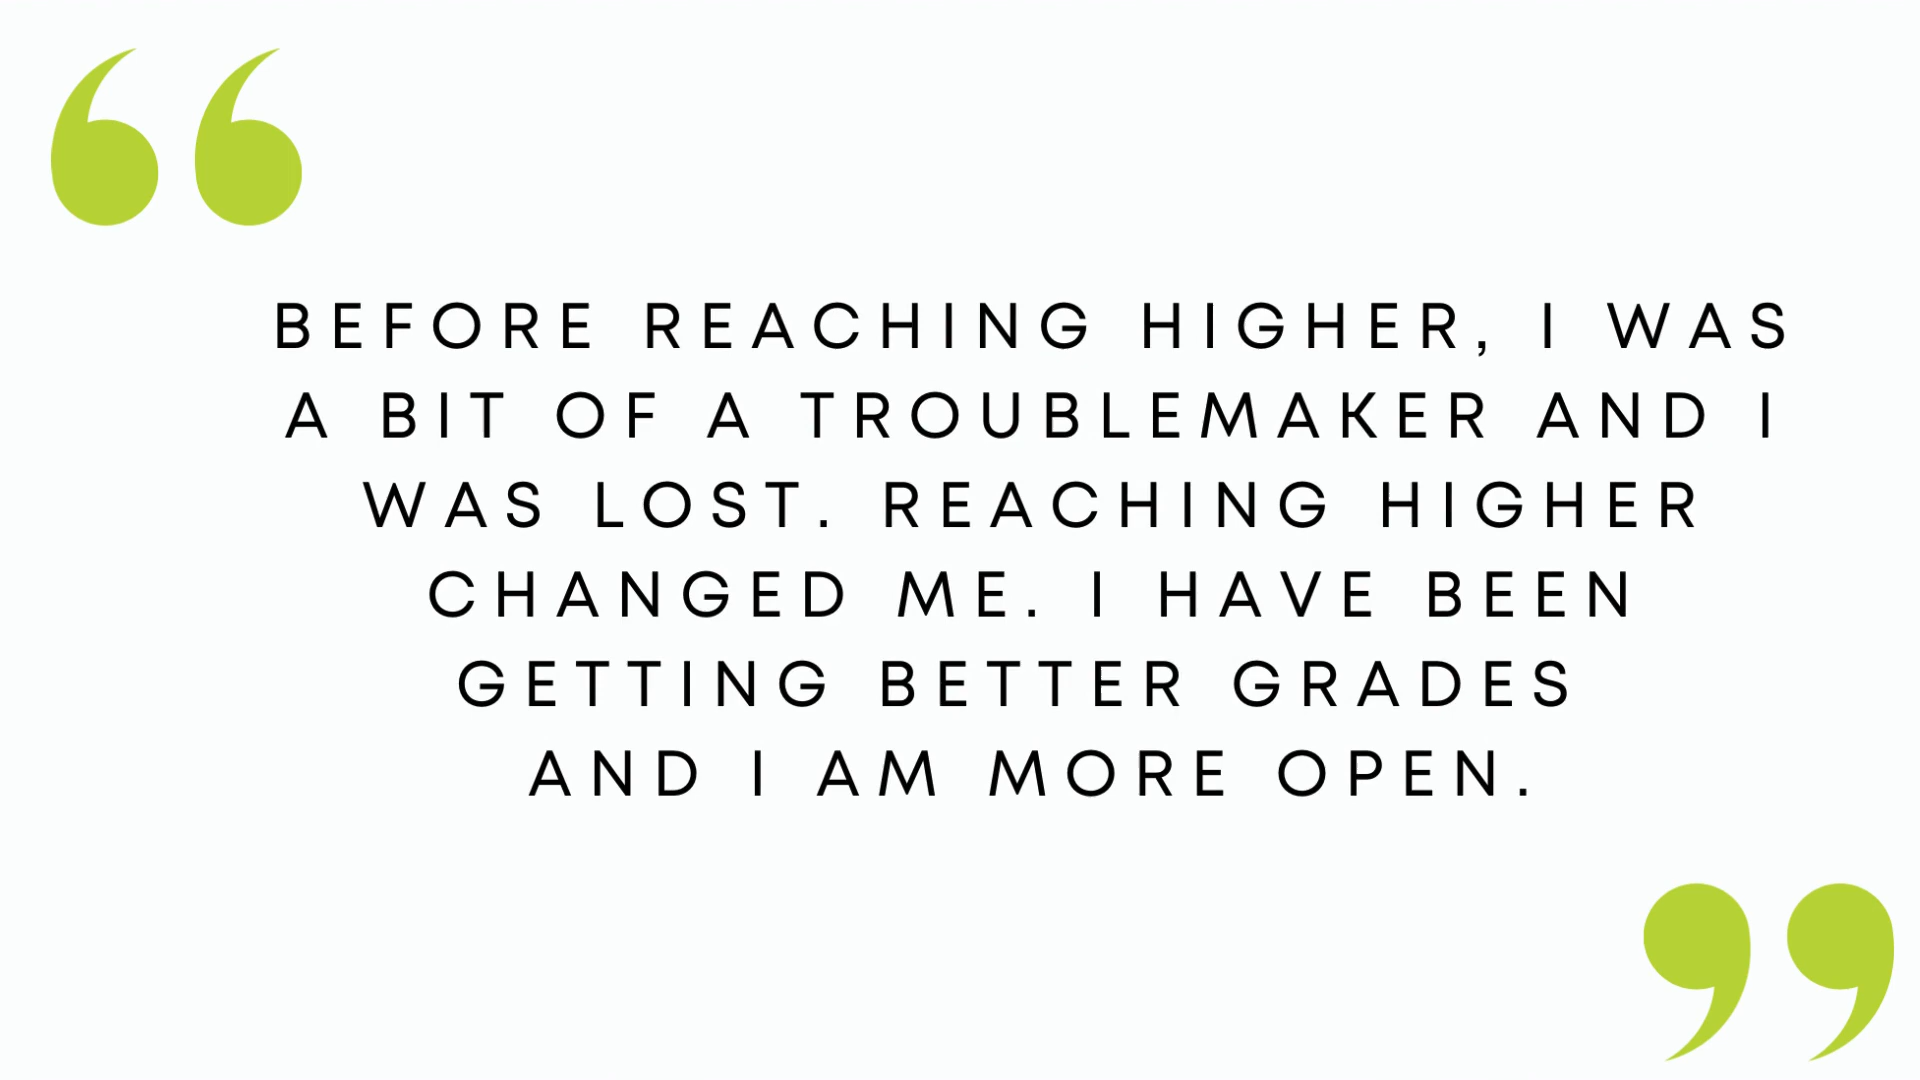 BEFORE REACHING HIGHER, I WAS
A BIT OF A TROUBLEMAKER AND I
WAS LOST. REACHING HIGHER
CHANGED ME. I HAVE BEEN
GETTING BETTER GRADES
AND I AM MORE OPEN.